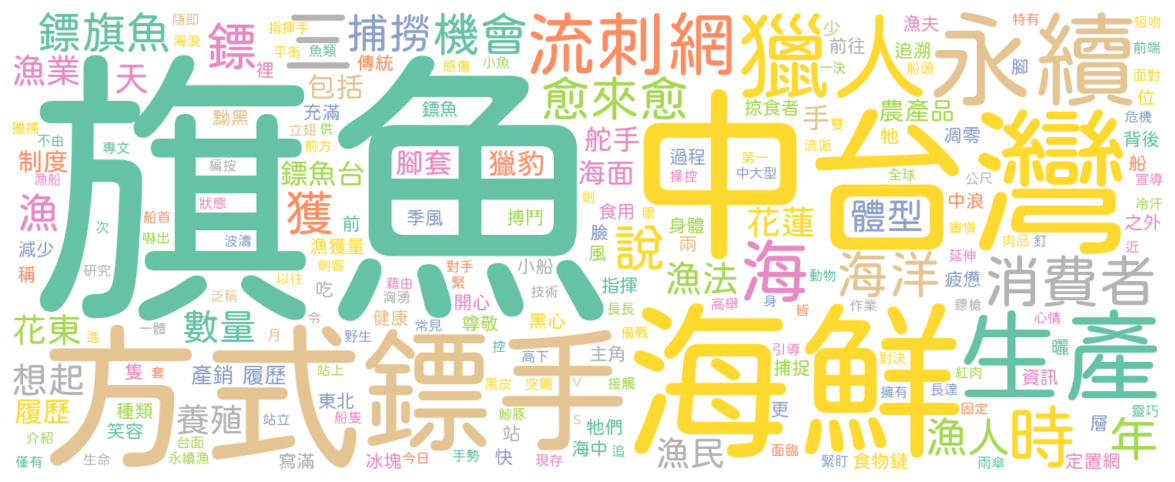 鏢旗魚
鏢
三
捕撈
機會
流刺網
獵人
永續
隨即
海浪
指揮手
平衡
魚類
傳統
感傷
小魚
少
前往
追溯
一決
船頭
特有
腳
短吻
前端
面對
位
漁業
天
裡
包括
愈來愈
掠食者
手
農產品
雙
牠
凋零
危機
背後
獵捕
不由
專文
黝黑
立翅
供
充滿
前方
鏢魚
舵手
流逝
制度
漁船
編按
鏢魚台
腳套
獵豹
海面
過程
第一
操控
中大型
全球
公尺
船
宣導
旗魚
中
台灣
漁
獲
狀態
前
季風
搏鬥
食用
劍
眼
花蓮
體型
中浪
冷汗
之外
次
船首
嚇出
波濤
漁獲量
臉
身體
審慎
肉品
釘
近
減少
稱
研究
以往
劍客
風
說
兩
海
延伸
泛稱
吃
藉由
洶湧
對手
緊
小船
技術
指揮
漁法
動物
海洋
疲憊
消費者
開心
長長
高舉
身
皆
作業
鏢槍
花東
進
一體
數量
令
健康
常見
尊敬
黑心
備戰
心情
月
野生
控
高下
主角
引導
捕捉
對決
曬
方式
鏢手
海鮮
生產
想起
隻
套
產銷
履歷
站上
黑皮
突顯
V
接觸
更
擁有
長達
紅肉
資訊
履歷
種類
養殖
站立
東北
船隻
鯨豚
站
S
牠們
固定
靈巧
介紹
笑容
台面
手勢
快
海中
追
漁民
面臨
緊盯
食物鏈
漁人
時
層
年
僅有
生命
永續漁
寫滿
冰塊
今日
現存
雨傘
定置網